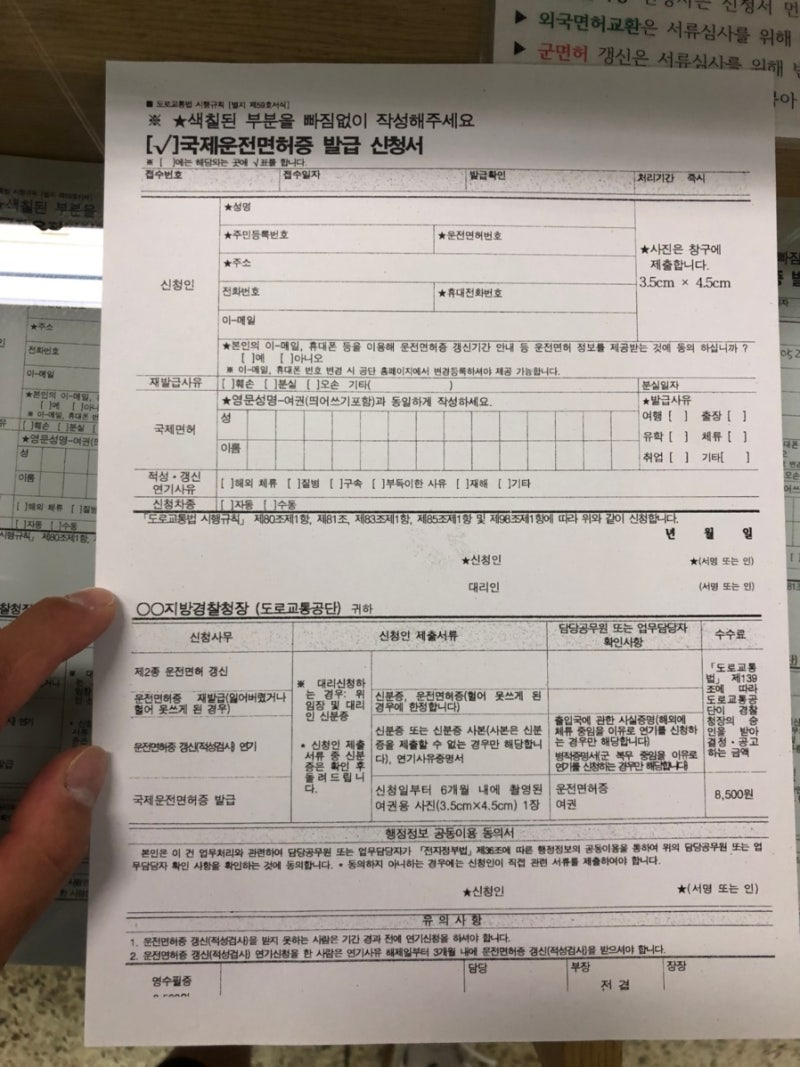 신청서 먼
▶ 외국면허교환은 서류심사를 위해
▶ 군면허 갱신은 서류심사를 위해
■ 도로교통법 시행규칙 [별지 제59호서식]
※ ★색칠된 부분을 빠짐없이 작성해주세요
[√]국제운전면허증 발급 신청서
※ [ ]에는 해당되는 곳에 √표를 합니다.
접수번호 접수일자 발급확인 처리기간 즉시
신청인
★성명
★주민등록번호 ★운전면허번호
★주소
전화번호 ★휴대전화번호
이-메일
★사진은 창구에
제출합니다.
3.5cm × 4.5cm
★본인의 이-메일, 휴대폰 등을 이용해 운전면허증 갱신기간 안내 등 운전면허 정보를 제공받는 것에 동의 하십니까 ?
[ ]예 [ ]아니오
※ 이-메일, 휴대폰 번호 변경 시 공단 홈페이지에서 변경등록하셔야 제공 가능합니다.
재발급사유 [ ]훼손 [ ]분실 [ ]오손 기타( ) 분실일자
국제면허
★영문성명-여권(띄어쓰기포함)과 동일하게 작성하세요.
성
이름
★발급사유
여행 [ ] 출장 [ ]
유학 [ ] 체류 [ ]
취업 [ ] 기타[ ]
적성·갱신
연기사유
[ ]해외 체류 [ ]질병 [ ]구속 [ ]부득이한 사유 [ ]재해 [ ]기타
신청차종 [ ]자동 [ ]수동
「도로교통법 시행규칙」 제80조제1항, 제81조, 제83조제1항, 제85조제1항 및 제98조제1항에 따라 위와 같이 신청합니다.
년 월 일
★신청인 ★(서명 또는 인)
대리인 (서명 또는 인)
○○지방경찰청장 (도로교통공단) 귀하
신청사무 신청인 제출서류 담당공무원 또는 업무담당자
확인사항 수수료
제2종 운전면허 갱신
운전면허증 재발급(잃어버렸거나
헐어 못쓰게 된 경우)
운전면허증 갱신(적성검사) 연기
국제운전면허증 발급
※ 대리신청하
는 경우: 위
임장 및 대리
인 신분증
* 신청인 제출
서류 중 신분
증은 확인 후
돌려드립니
다.
신분증, 운전면허증(헐어 못쓰게 된
경우에 한정합니다)
신분증 또는 신분증 사본(사본은 신분
증을 제출할 수 없는 경우만 해당합니
다), 연기사유증명서
신청일부터 6개월 내에 촬영된
여권용 사진(3.5cm×4.5cm) 1장
출입국에 관한 사실증명(해외에
체류 중임을 이유로 연기를 신청하
는 경우만 해당합니다)
병적증명서(군 복무 중임을 이유로
연기를 신청하는 경우만 해당합니다)
운전면허증
여권
「도로교통
법」 제139
조에 따라
도로교통공
단이 경찰
청장의 승
인을 받아
결정·공고
하는 금액
8,500원
행정정보 공동이용 동의서
본인은 이 건 업무처리와 관련하여 담당공무원 또는 업무담당자가 「전자정부법」 제36조에 따른 행정정보의 공동이용을 통하여 위의 담당공무원 또는 업
무담당자 확인 사항을 확인하는 것에 동의합니다. * 동의하지 아니하는 경우에는 신청인이 직접 관련 서류를 제출하여야 합니다.
★신청인 ★(서명 또는 인)
유의사항
1. 운전면허증 갱신(적성검사)을 받지 못하는 사람은 기간 경과 전에 연기신청을 하셔야 합니다.
2. 운전면허증 갱신(적성검사) 연기신청을 한 사람은 연기사유 해제일부터 3개월 내에 운전면허증 갱신(적성검사)을 받으셔야 합니다.
영수필증 담당 부장 장장
전 결
★색칠된 부분을
★주소
전화번호
이-메일
성
이름